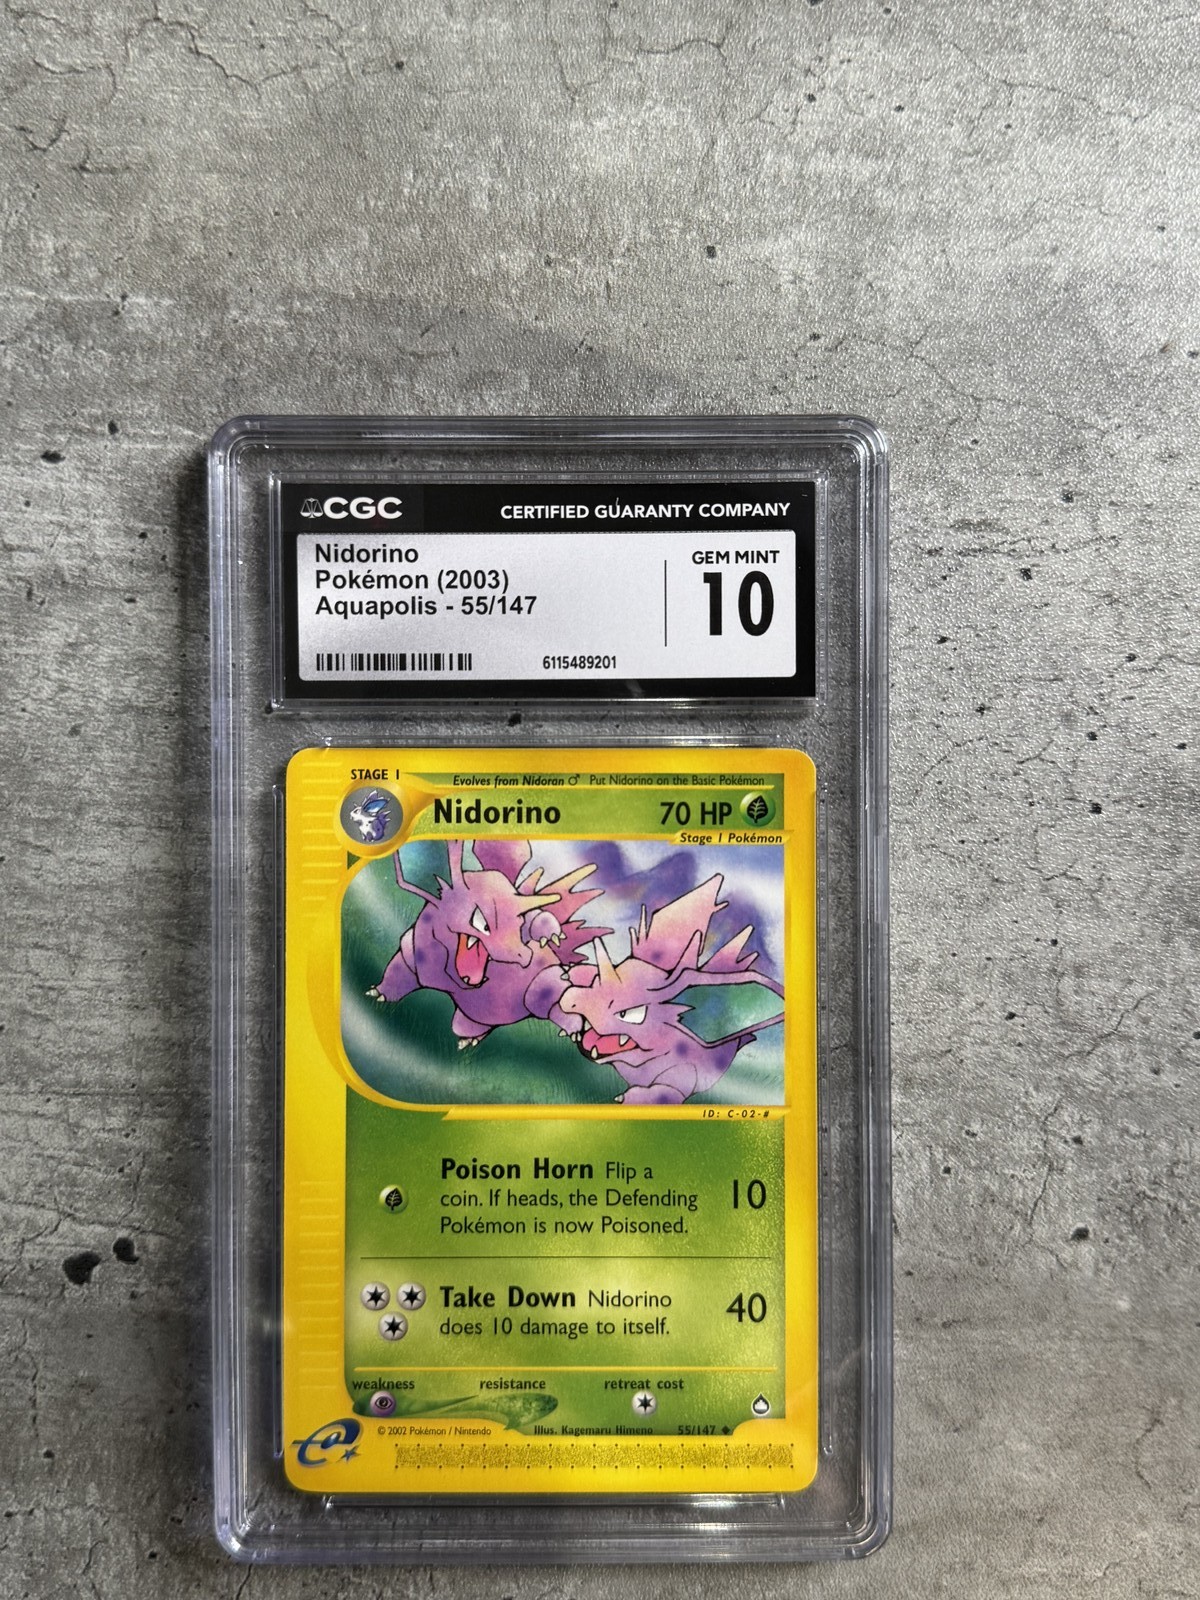 CGC
CERTIFIED GUARANTY COMPANY
Nidorino
Pokémon (2003)
Aquapolis - 55/147
GEM MINT
10
6115489201
STAGE 1
Evolves from Nidoran ♂ Put Nidorino on the Basic Pokémon
Nidorino 70 HP
Stage 1 Pokémon
ID: C-02-#
Poison Horn Flip a
coin. If heads, the Defending
Pokémon is now Poisoned.
10
Take Down Nidorino
does 10 damage to itself.
40
weakness resistance retreat cost
© 2002 Pokémon / Nintendo Illus. Kagemaru Himeno 55/147 ◆
e